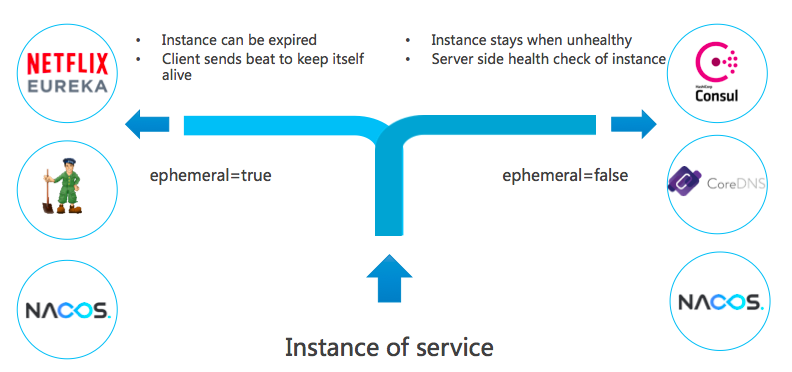 NETFLIX
EUREKA
• Instance can be expired
• Client sends beat to keep itself
alive
• Instance stays when unhealthy
• Server side health check of instance
HashiCorp
Consul
ephemeral=true
ephemeral=false
CoreDNS
NACOS.
NACOS.
Instance of service